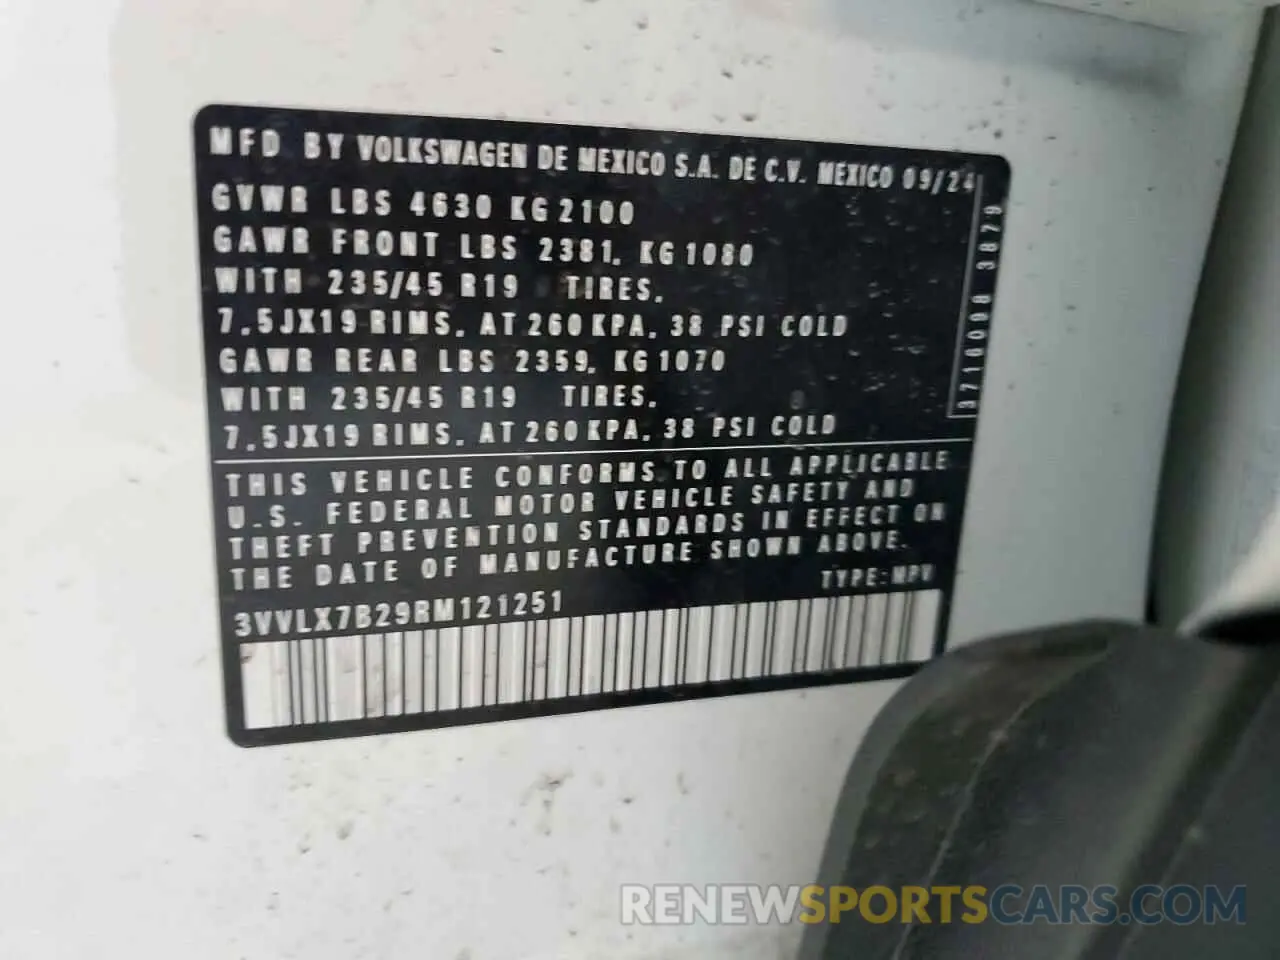 MFD BY VOLKSWAGEN DE MEXICO S.A. DE C.V. MEXICO 09/24
GVWR LBS 4630 KG 2100
GAWR FRONT LBS 2381, KG 1080
WITH 235/45 R19 TIRES,
7.5JX19 RIMS, AT 260 KPA, 38 PSI COLD
GAWR REAR LBS 2359, KG 1070
WITH 235/45 R19 TIRES,
7.5JX19 RIMS, AT 260 KPA, 38 PSI COLD
THIS VEHICLE CONFORMS TO ALL APPLICABLE
U.S. FEDERAL MOTOR VEHICLE SAFETY AND
THEFT PREVENTION STANDARDS IN EFFECT ON
THE DATE OF MANUFACTURE SHOWN ABOVE.
TYPE: MPV
3VVLX7B29RM121251
RENEWSPORTSCARS.COM